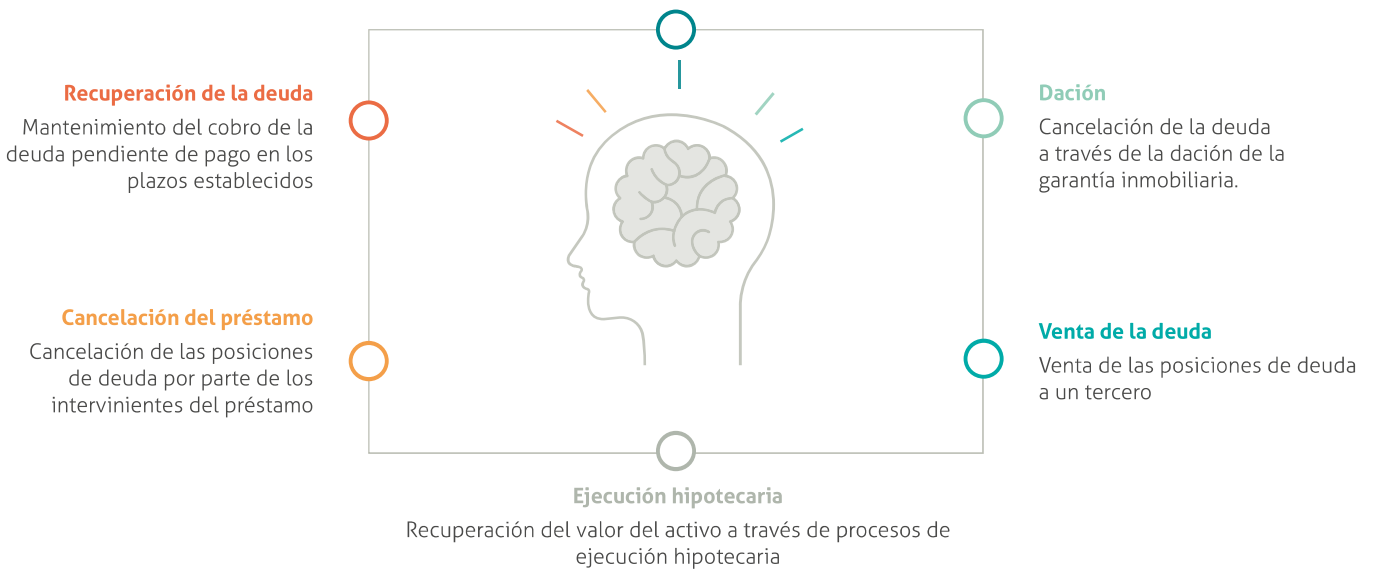 Recuperación de la deuda
Mantenimiento del cobro de la
deuda pendiente de pago en los
plazos establecidos
Cancelación del préstamo
Cancelación de las posiciones
de deuda por parte de los
intervinientes del préstamo
Dación
Cancelación de la deuda
a través de la dación de la
garantía inmobiliaria.
Venta de la deuda
Venta de las posiciones de deuda
a un tercero
Ejecución hipotecaria
Recuperación del valor del activo a través de procesos de
ejecución hipotecaria